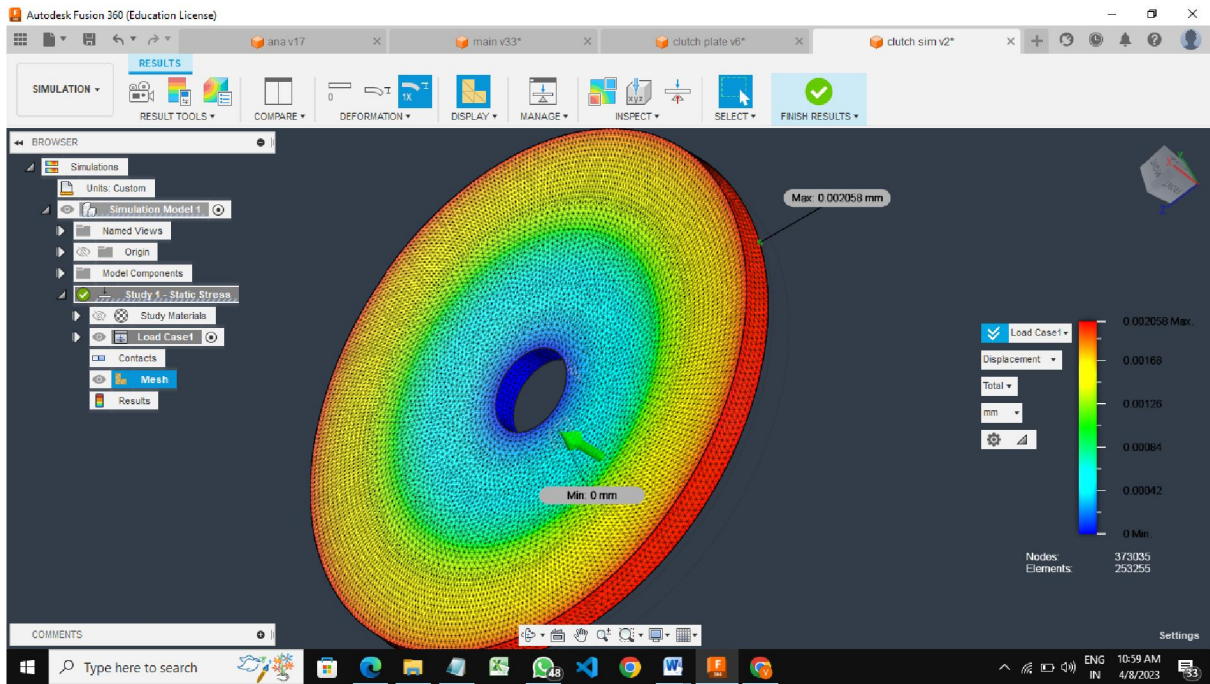 Autodesk Fusion 360 (Education License)
ana v17
main v33*
clutch plate v6*
clutch sim v2*
SIMULATION
RESULTS
0
1X
RESULT TOOLS
COMPARE
DEFORMATION
DISPLAY
MANAGE
INSPECT
SELECT
FINISH RESULTS
BROWSER
Simulations
Units: Custom
Simulation Model 1
Named Views
Origin
Model Components
Study 1 - Static Stress
Study Materials
Load Case1
Contacts
Mesh
Results
Max: 0.002058 mm
Min: 0 mm
Load Case1
Displacement
Total
mm
0.002058 Max.
0.00168
0.00126
0.00084
0.00042
0 Min.
Nodes: 373035
Elements: 253255
COMMENTS
Settings
Type here to search
48
ENG
IN
10:59 AM
4/8/2023
33